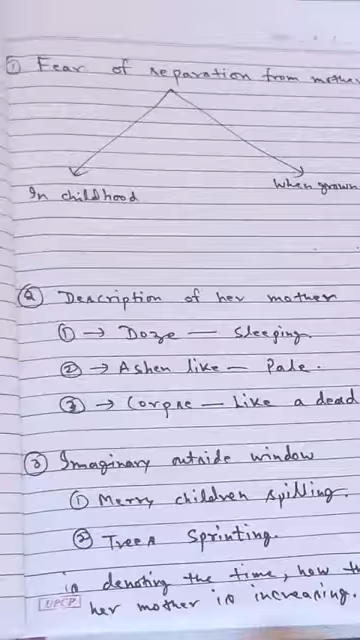 ① Fear of separation from mother
In childhood
When grown
② Description of her mother
① → Doze — Sleeping.
② → Ashen like — Pale.
③ → Corpse — Like a dead
③ Imaginary outside window
① Merry children spilling.
② Trees Sprinting.
is denoting the time, how
her mother is increasing.
UPCP